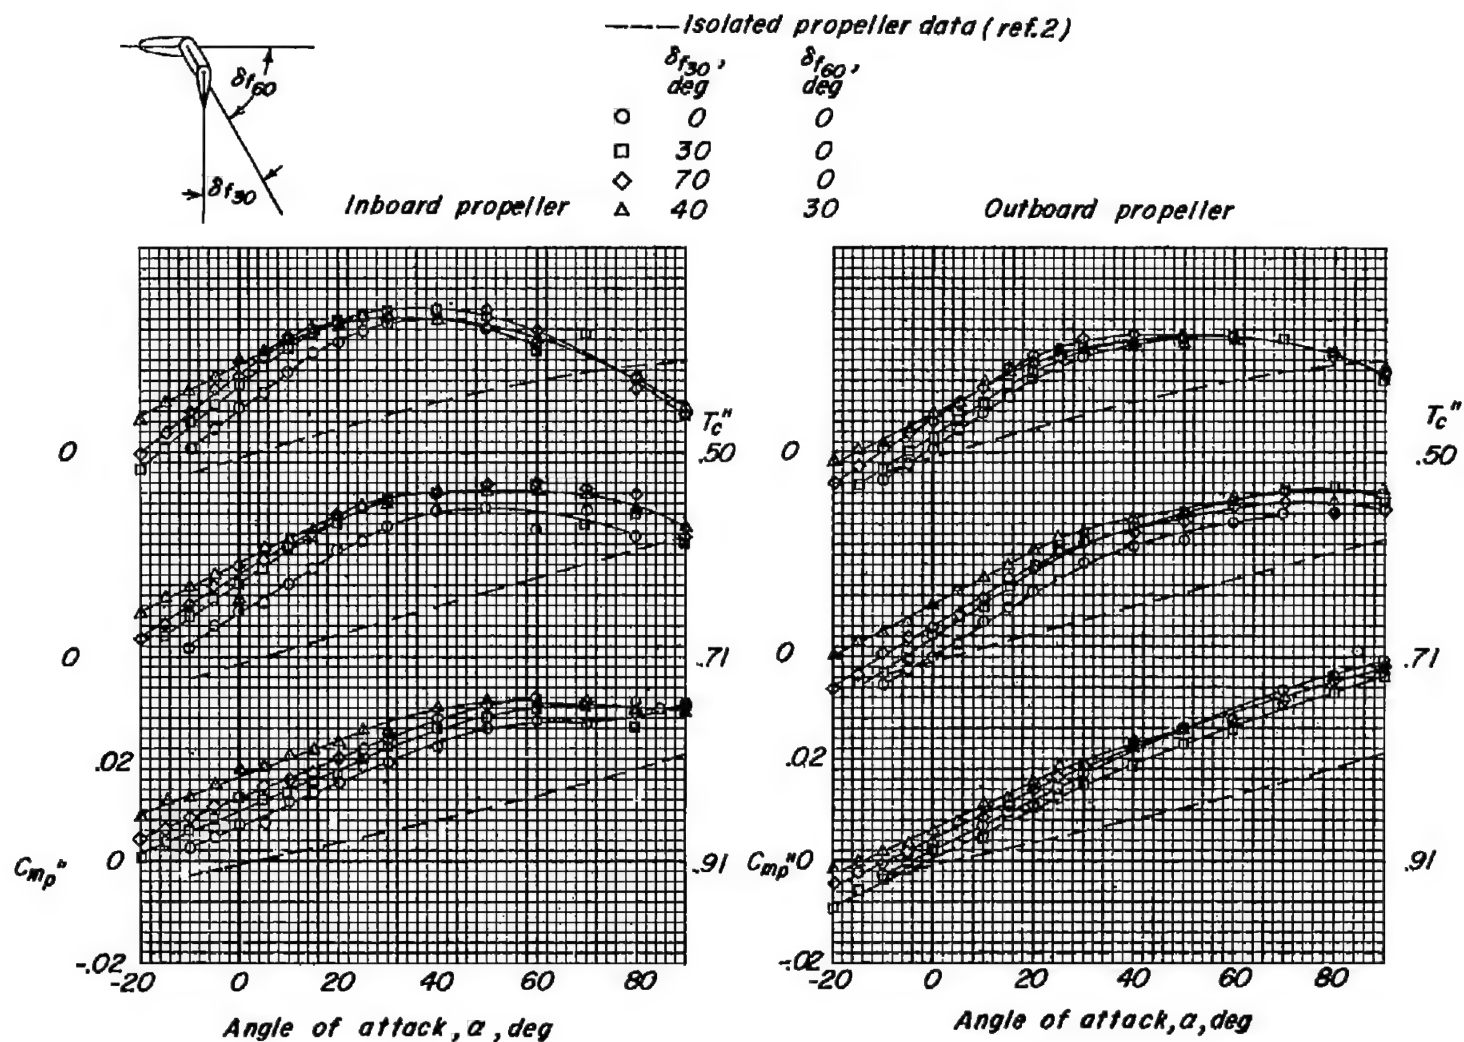 Isolated propeller data (ref.2)
δf30, deg δf60, deg
0 0
30 0
70 0
40 30
δf60
δf30
Inboard propeller
Outboard propeller
Tc"
0 .50
0 .71
.02
Cmp" 0 .91
-.02
-20 0 20 40 60 80
Angle of attack, α, deg
Tc"
0 .50
0 .71
.02
Cmp" 0 .91
-.02
-20 0 20 40 60 80
Angle of attack, α, deg